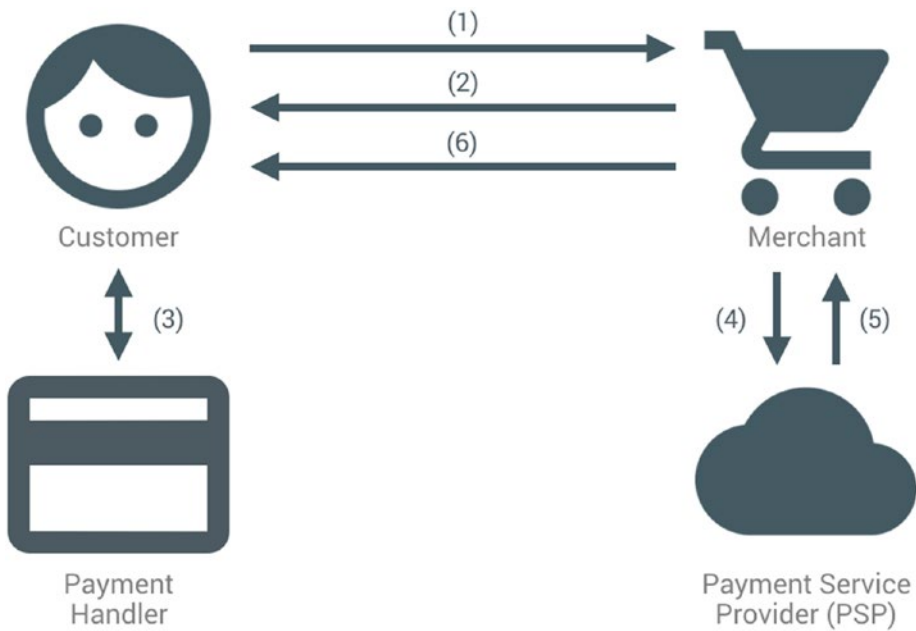 (1)
(2)
(6)
Customer
Merchant
(3)
(4)
(5)
Payment
Handler
Payment Service
Provider (PSP)